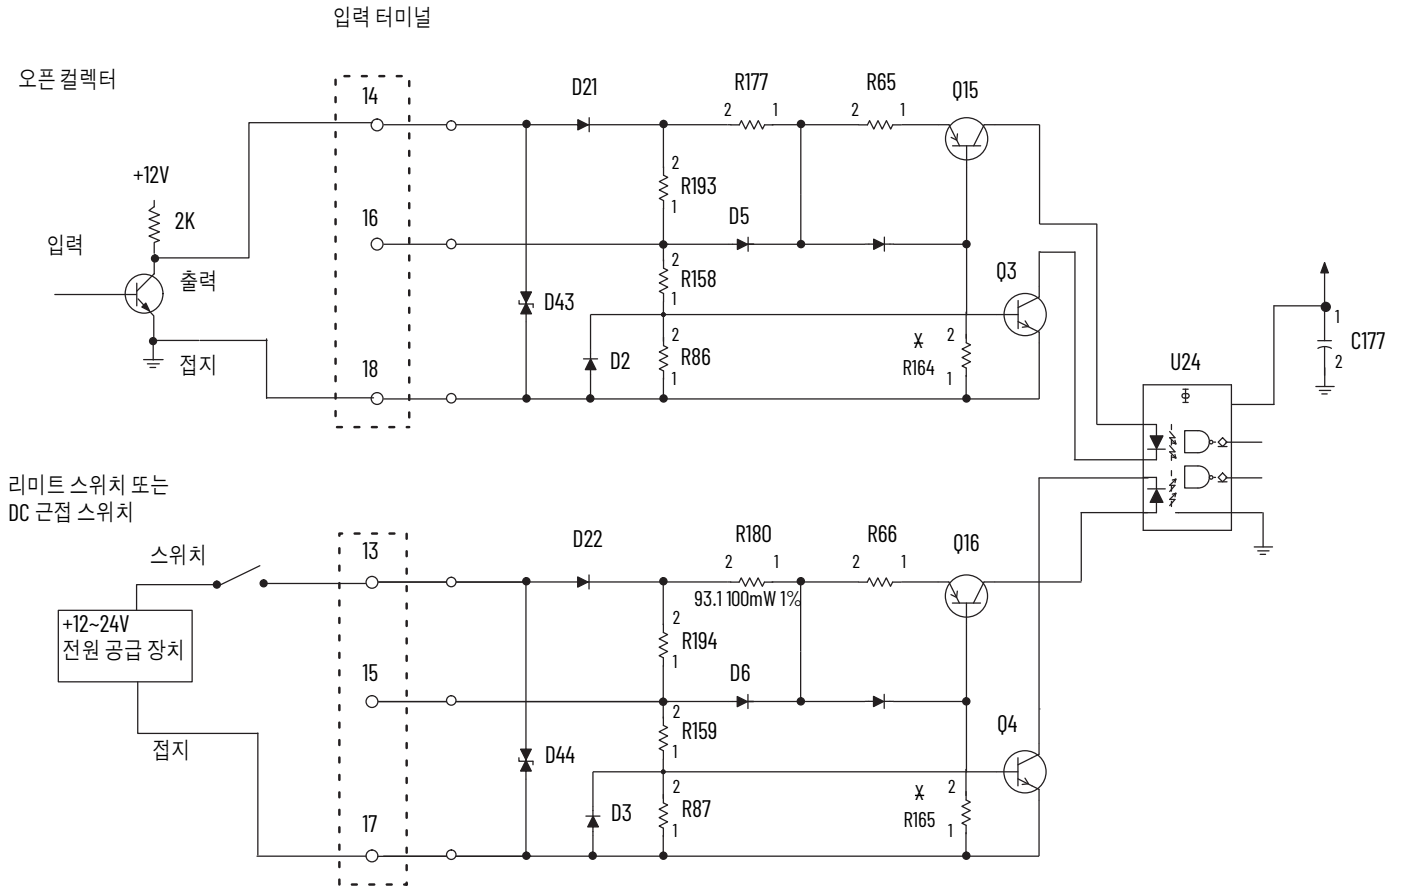 입력 터미널
오픈 컬렉터
14
D21
R177
2 1
R65
2 1
Q15
+12V
2K
입력
출력
접지
16
18
2
R193
1
D5
2
R158
1
D43
D2
2
R86
1
Q3
2
R164
1
1
C177
2
U24
Φ
리미트 스위치 또는
DC 근접 스위치
스위치
+12~24V
전원 공급 장치
접지
13
D22
R180
2 1
93.1 100mW 1%
R66
2 1
Q16
2
R194
1
15
D6
2
R159
1
D44
Q4
17
D3
2
R87
1
2
R165
1